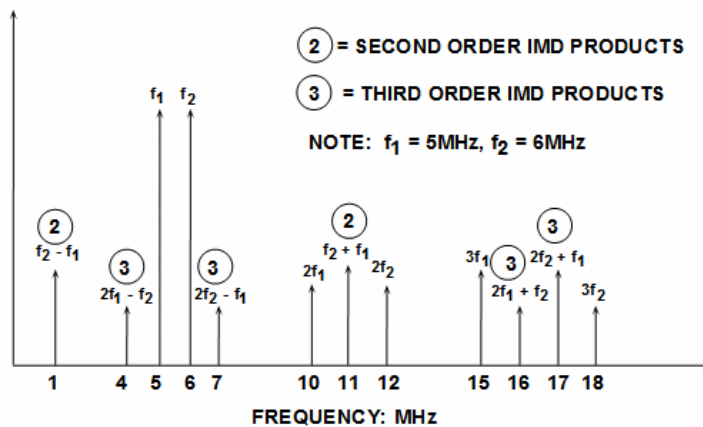 2 = SECOND ORDER IMD PRODUCTS
3 = THIRD ORDER IMD PRODUCTS
NOTE: f1 = 5MHz, f2 = 6MHz
f1 f2
2 3 3 2 3 3
f2 - f1 2f1 - f2 2f2 - f1 2f1 f2 + f1 2f2 3f1 2f1 + f2 2f2 + f1 3f2
1 4 5 6 7 10 11 12 15 16 17 18
FREQUENCY: MHz